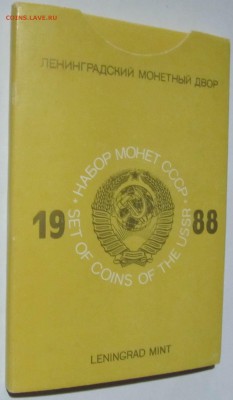 COINS.LAVE.RU
ЛЕНИНГРАДСКИЙ МОНЕТНЫЙ ДВОР
• НАБОР МОНЕТ СССР •
19 88
SET OF COINS OF THE USSR
LENINGRAD MINT